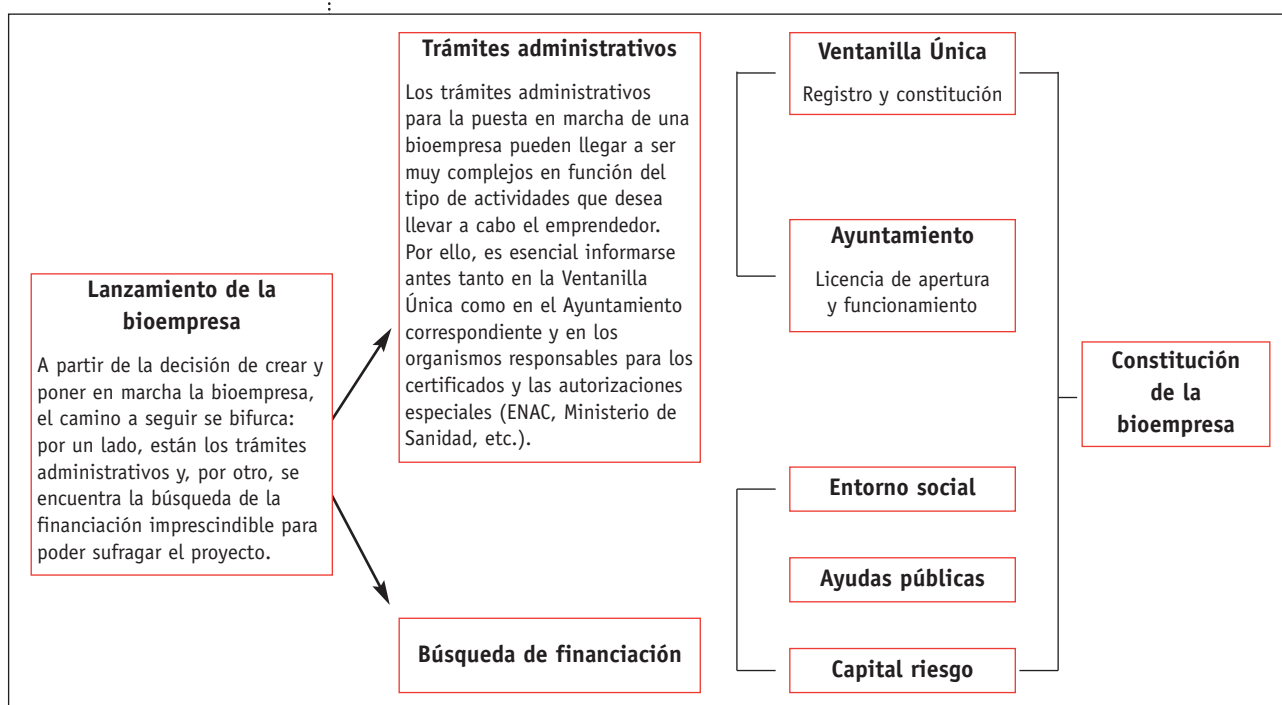 Lanzamiento de la
bioempresa
A partir de la decisión de crear y
poner en marcha la bioempresa,
el camino a seguir se bifurca:
por un lado, están los trámites
administrativos y, por otro, se
encuentra la búsqueda de la
financiación imprescindible para
poder sufragar el proyecto.
Trámites administrativos
Los trámites administrativos
para la puesta en marcha de una
bioempresa pueden llegar a ser
muy complejos en función del
tipo de actividades que desea
llevar a cabo el emprendedor.
Por ello, es esencial informarse
antes tanto en la Ventanilla
Única como en el Ayuntamiento
correspondiente y en los
organismos responsables para los
certificados y las autorizaciones
especiales (ENAC, Ministerio de
Sanidad, etc.).
Búsqueda de financiación
Ventanilla Única
Registro y constitución
Ayuntamiento
Licencia de apertura
y funcionamiento
Entorno social
Ayudas públicas
Capital riesgo
Constitución
de la
bioempresa